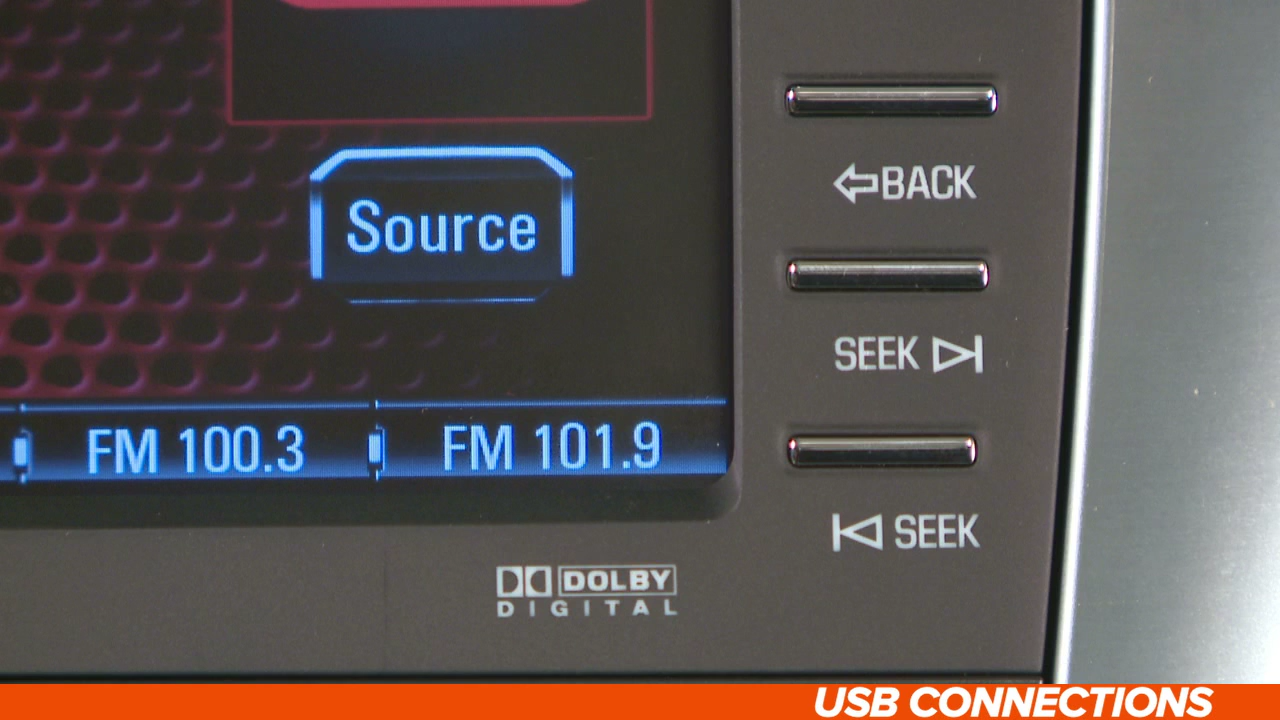 BACK
Source
SEEK
FM 100.3
FM 101.9
SEEK
DOLBY
DIGITAL
USB CONNECTIONS